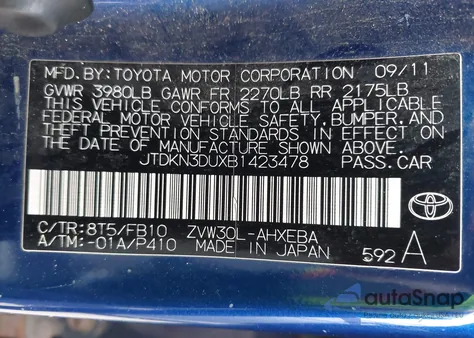 MFD.BY:TOYOTA MOTOR CORPORATION 09/11
GVWR 3980LB GAWR FR 2270LB RR 2175LB
THIS VEHICLE CONFORMS TO ALL APPLICABLE
FEDERAL MOTOR VEHICLE SAFETY,BUMPER,AND
THEFT PREVENTION STANDARDS IN EFFECT ON
THE DATE OF MANUFACTURE SHOWN ABOVE.
JTDKN3DUXB1423478 PASS.CAR
TOYOTA
C/TR:8T5/FB10 ZVW30L-AHXEBA
A/TM:-01A/P410 MADE IN JAPAN 592 A
autoSnap